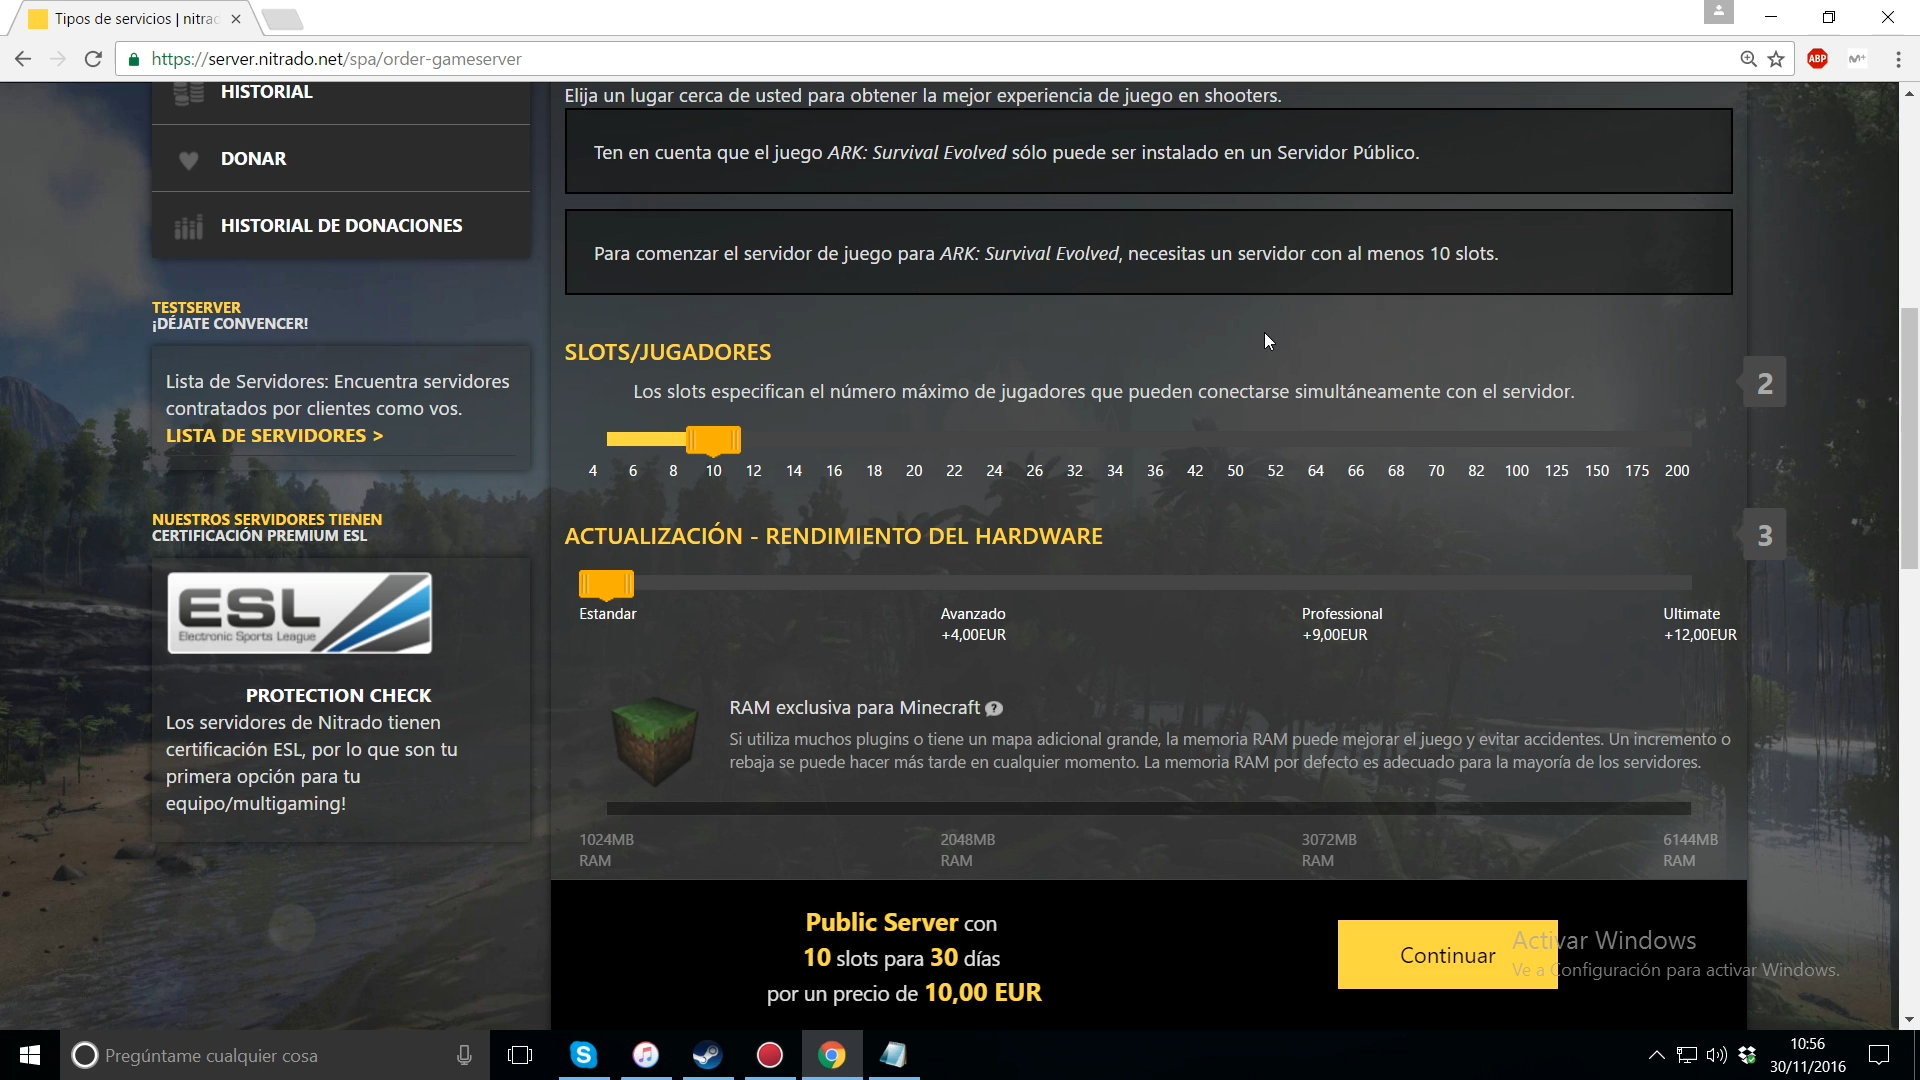 Tipos de servicios | nitrac
https://server.nitrado.net/spa/order-gameserver
ABP
HISTORIAL
DONAR
HISTORIAL DE DONACIONES
TESTSERVER
¡DÉJATE CONVENCER!
Lista de Servidores: Encuentra servidores
contratados por clientes como vos.
LISTA DE SERVIDORES >
NUESTROS SERVIDORES TIENEN
CERTIFICACIÓN PREMIUM ESL
ESL
Electronic Sports League
PROTECTION CHECK
Los servidores de Nitrado tienen
certificación ESL, por lo que son tu
primera opción para tu
equipo/multigaming!
Elija un lugar cerca de usted para obtener la mejor experiencia de juego en shooters.
Ten en cuenta que el juego ARK: Survival Evolved sólo puede ser instalado en un Servidor Público.
Para comenzar el servidor de juego para ARK: Survival Evolved, necesitas un servidor con al menos 10 slots.
SLOTS/JUGADORES
2
Los slots especifican el número máximo de jugadores que pueden conectarse simultáneamente con el servidor.
4 6 8 10 12 14 16 18 20 22 24 26 32 34 36 42 50 52 64 66 68 70 82 100 125 150 175 200
ACTUALIZACIÓN - RENDIMIENTO DEL HARDWARE
3
Estandar Avanzado Professional Ultimate
+4,00EUR +9,00EUR +12,00EUR
RAM exclusiva para Minecraft ?
Si utiliza muchos plugins o tiene un mapa adicional grande, la memoria RAM puede mejorar el juego y evitar accidentes. Un incremento o
rebaja se puede hacer más tarde en cualquier momento. La memoria RAM por defecto es adecuado para la mayoría de los servidores.
1024MB 2048MB 3072MB 6144MB
RAM RAM RAM RAM
Public Server con
10 slots para 30 días
por un precio de 10,00 EUR
Continuar
Activar Windows
Ve a Configuración para activar Windows.
Pregúntame cualquier cosa
10:56
30/11/2016